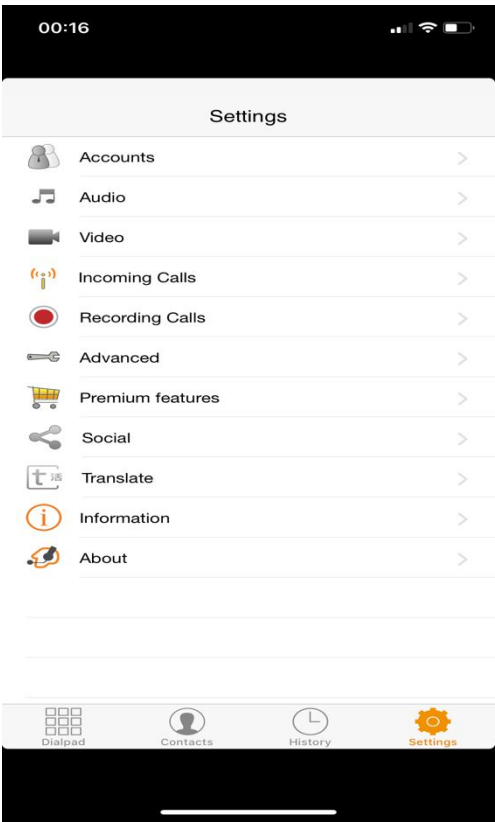 00:16
Settings
Accounts
Audio
Video
Incoming Calls
Recording Calls
Advanced
Premium features
Social
Translate
Information
About
Dialpad
Contacts
History
Settings